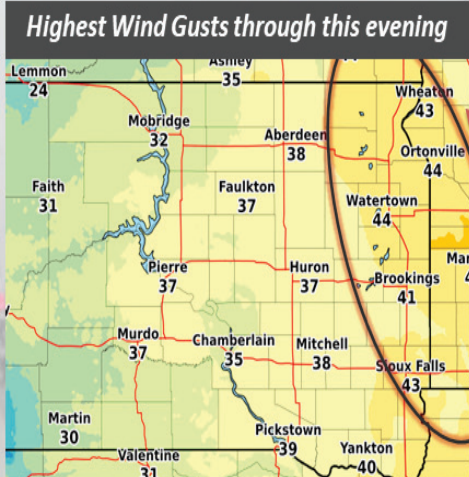 Highest Wind Gusts through this evening
Lemmon
24
Ashley
35
Wheaton
43
Mobridge
32
Aberdeen
38
Ortonville
44
Faith
31
Faulkton
37
Watertown
44
Pierre
37
Huron
37
Brookings
41
Murdo
37
Chamberlain
35
Mitchell
38
Sioux Falls
43
Martin
30
Pickstown
39
Valentine
31
Yankton
40